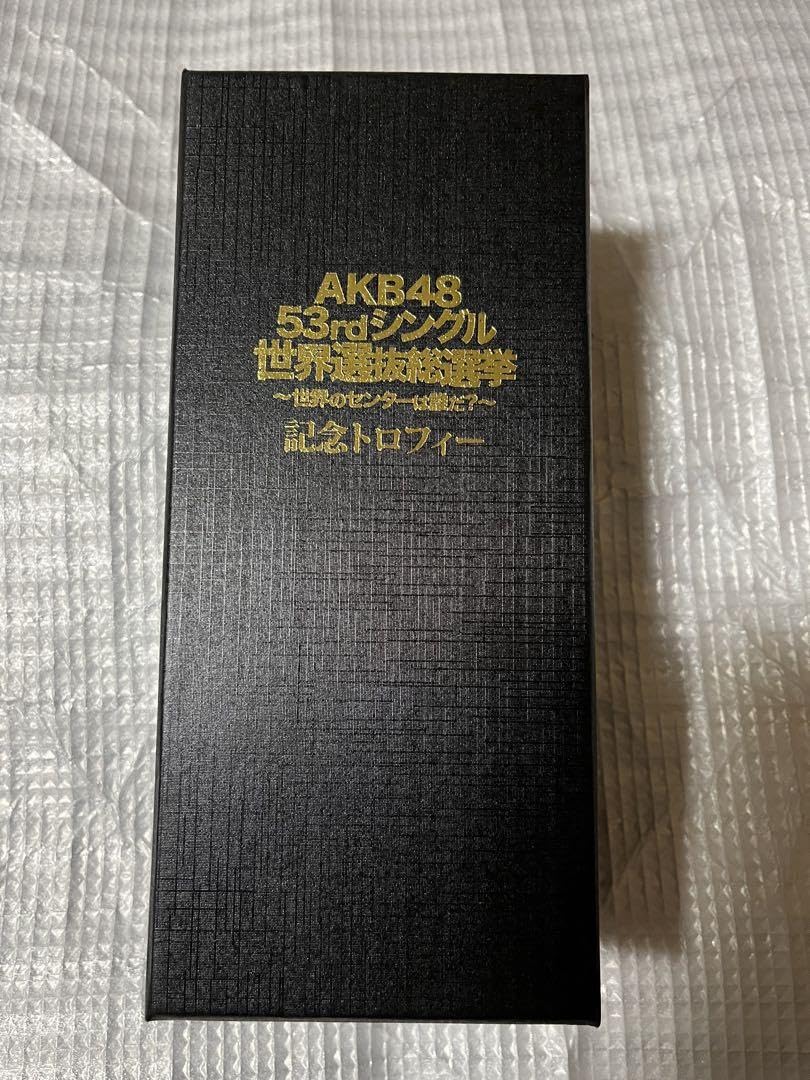 AKB48
53rdシングル
世界選抜総選挙
〜世界のセンターは誰だ?〜
記念トロフィー